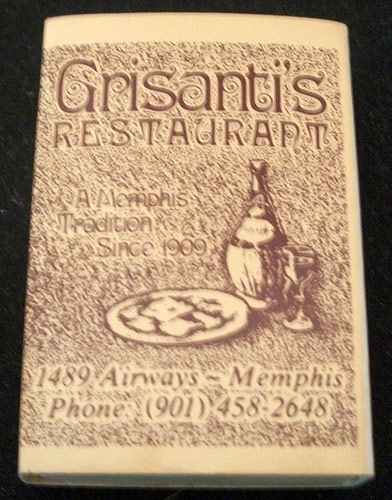 Grisanti's
RESTAURANT
A Memphis
Tradition
Since 1909
1489 Airways ~ Memphis
Phone: (901) 458-2648